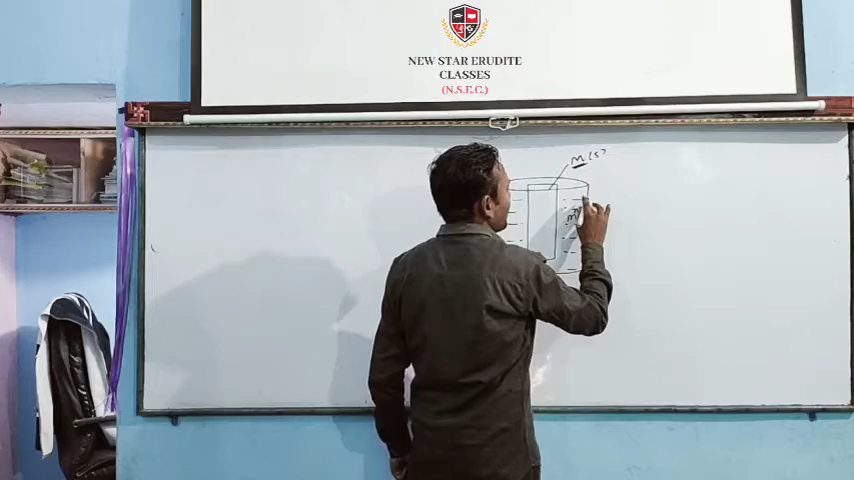 NEW STAR ERUDITE
CLASSES
(N.S.E.C.)
M(s)